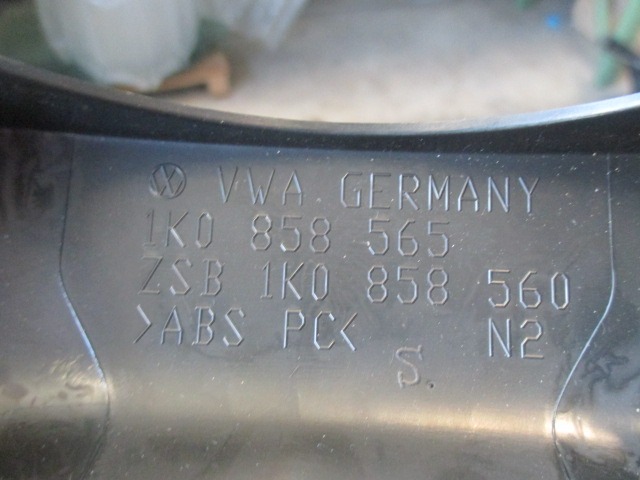 VWA GERMANY
1K0 858 565
ZSB 1K0 858 560
>ABS PC< N2
S.